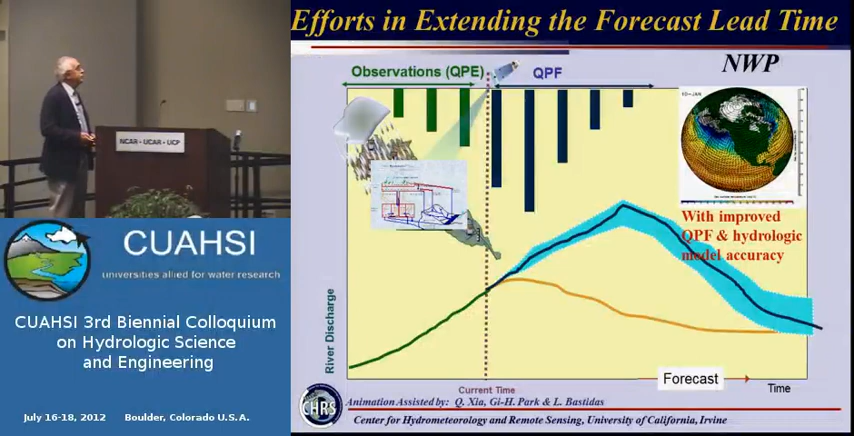 Efforts in Extending the Forecast Lead Time
NWP
Observations (QPE)
QPF
NCAR • UCAR • UCP
With improved
QPF & hydrologic
model accuracy
CUAHSI
universities allied for water research
CUAHSI 3rd Biennial Colloquium
on Hydrologic Science
and Engineering
July 16-18, 2012 Boulder, Colorado U.S.A.
River Discharge
Current Time
Forecast
Time
CHRS
Animation Assisted by: Q. Xia, Gi-H. Park & L. Bastidas
Center for Hydrometeorology and Remote Sensing, University of California, Irvine